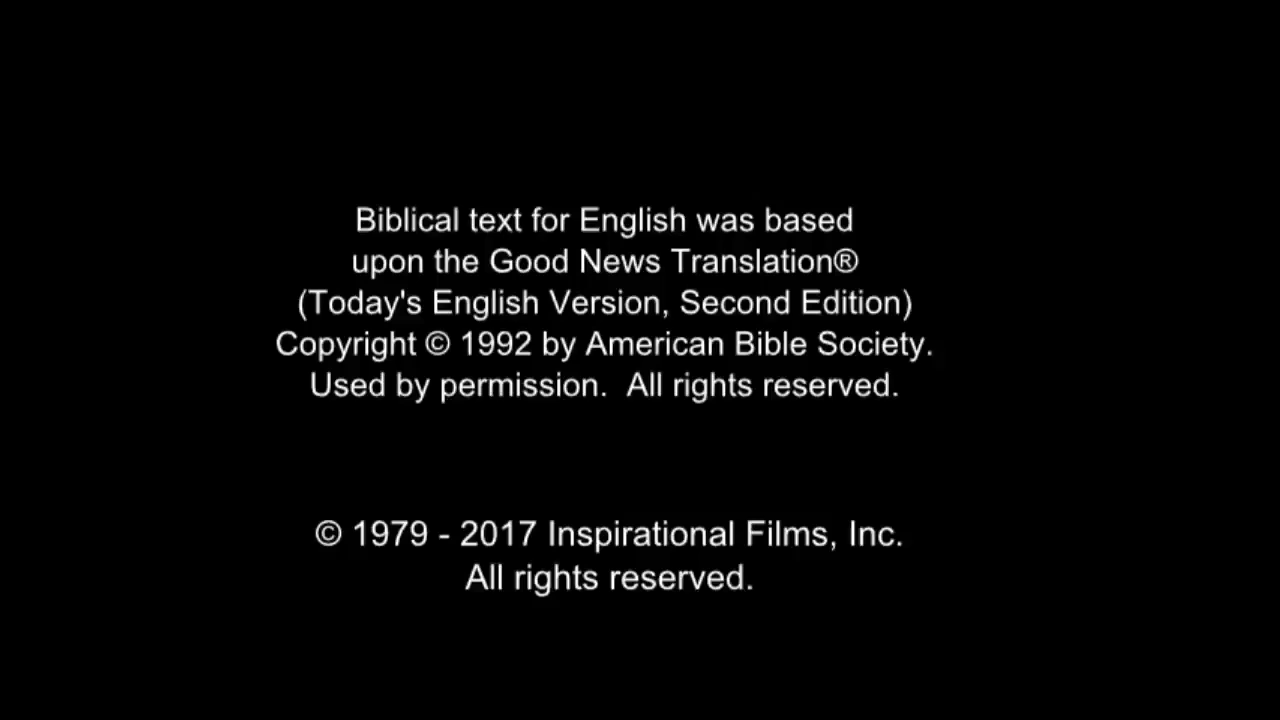 Biblical text for English was based
upon the Good News Translation®
(Today's English Version, Second Edition)
Copyright © 1992 by American Bible Society.
Used by permission.  All rights reserved.
© 1979 - 2017 Inspirational Films, Inc.
All rights reserved.